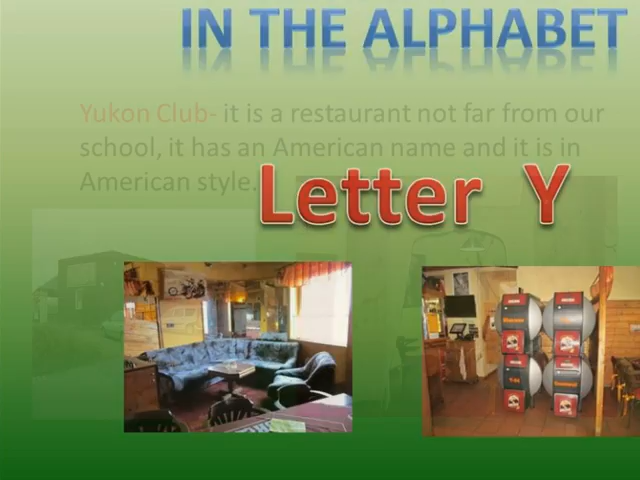 IN THE ALPHABET
Yukon Club- it is a restaurant not far from our
school, it has an American name and it is in
American style.
Letter Y